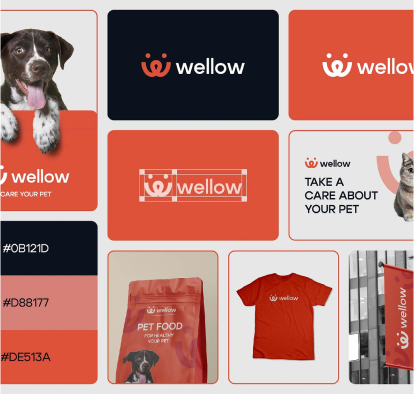 wellow
CARE YOUR PET
wellow
wellow
wellow
wellow
TAKE A
CARE ABOUT
YOUR PET
#0B121D
#D88177
#DE513A
wellow
PET FOOD
FOR HEALTHY
YOUR PET
wellow
wellow